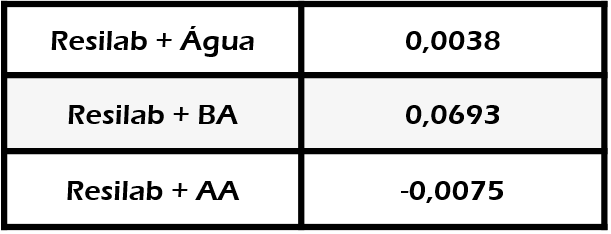 Resilab + Água 0,0038
Resilab + BA 0,0693
Resilab + AA -0,0075